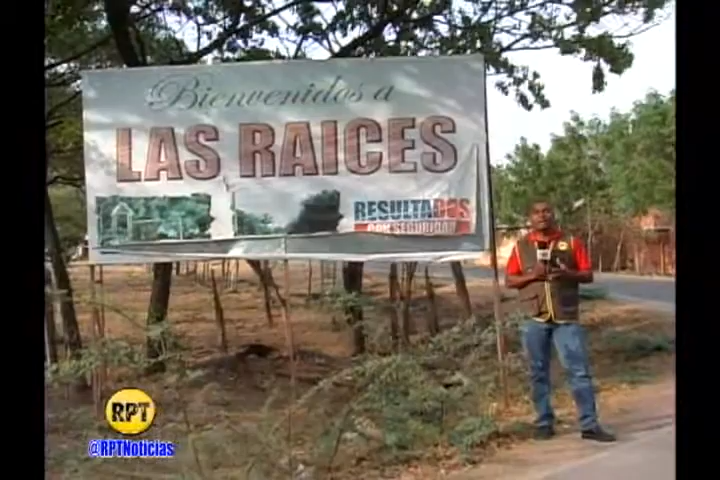 Bienvenidos a
LAS RAICES
RESULTADOS
CON SEGURIDAD
RPT
@RPTNoticias